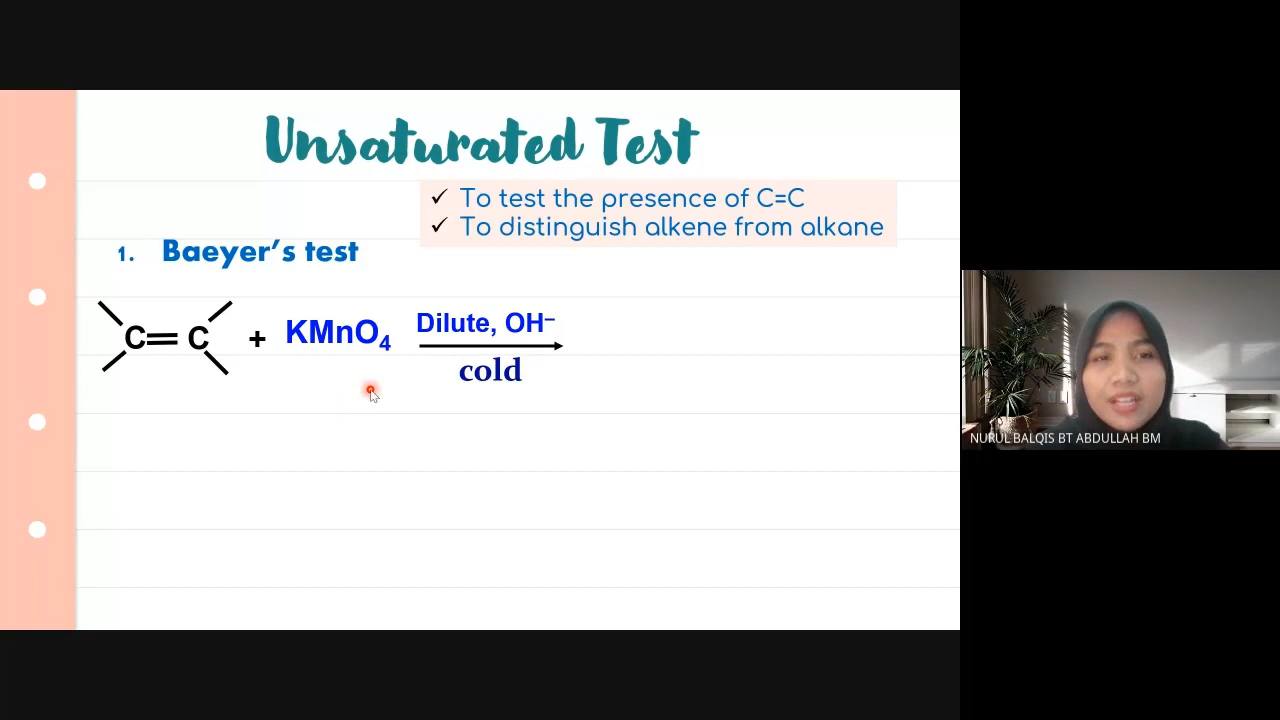 Unsaturated Test
✓ To test the presence of C=C
✓ To distinguish alkene from alkane
1. Baeyer's test
C=C + KMnO₄ Dilute, OH⁻
cold
NURUL BALQIS BT ABDULLAH BM